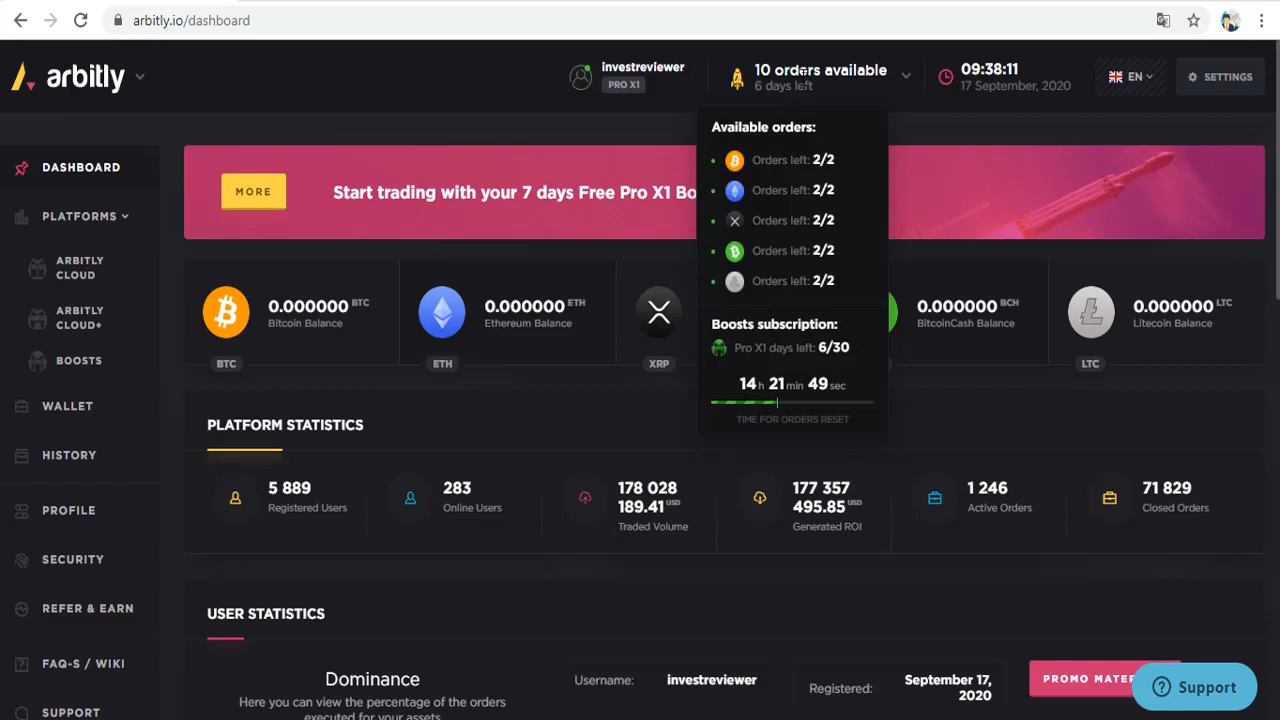 arbitly.io/dashboard
arbitly
investreviewer
PRO X1
10 orders available
6 days left
09:38:11
17 September, 2020
EN
SETTINGS
DASHBOARD
PLATFORMS
ARBITLY
CLOUD
ARBITLY
CLOUD+
BOOSTS
WALLET
HISTORY
PROFILE
SECURITY
REFER & EARN
FAQ-S / WIKI
SUPPORT
MORE
Start trading with your 7 days Free Pro X1
Available orders:
Orders left: 2/2
Orders left: 2/2
Orders left: 2/2
Orders left: 2/2
Orders left: 2/2
Boosts subscription:
Pro X1 days left: 6/30
14 h 21 min 49 sec
TIME FOR ORDERS RESET
0.000000 BTC
Bitcoin Balance
BTC
0.000000 ETH
Ethereum Balance
ETH
XRP
0.000000 BCH
BitcoinCash Balance
0.000000 LTC
Litecoin Balance
LTC
PLATFORM STATISTICS
5 889
Registered Users
283
Online Users
178 028
189.41 USD
Traded Volume
177 357
495.85 USD
Generated ROI
1 246
Active Orders
71 829
Closed Orders
USER STATISTICS
Dominance
Here you can view the percentage of the orders
executed for your assets
Username: investreviewer
Registered: September 17,
2020
PROMO
Support